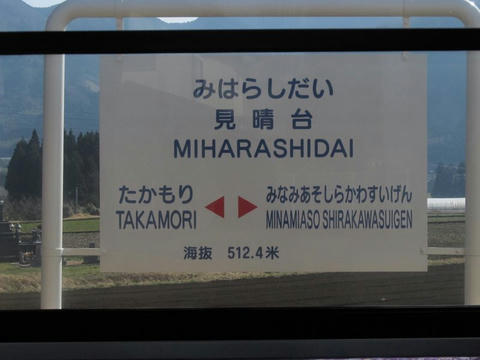 みはらしだい
見晴台
MIHARASHIDAI
たかもり みなみあそしらかわすいげん
TAKAMORI MINAMIASO SHIRAKAWASUIGEN
海抜 512.4米